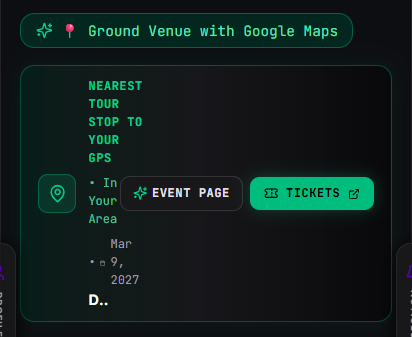 📍 Ground Venue with Google Maps
NEAREST
TOUR
STOP TO
YOUR
GPS
• In
Your
Area
EVENT PAGE
TICKETS
Mar
• 9,
2027
D..